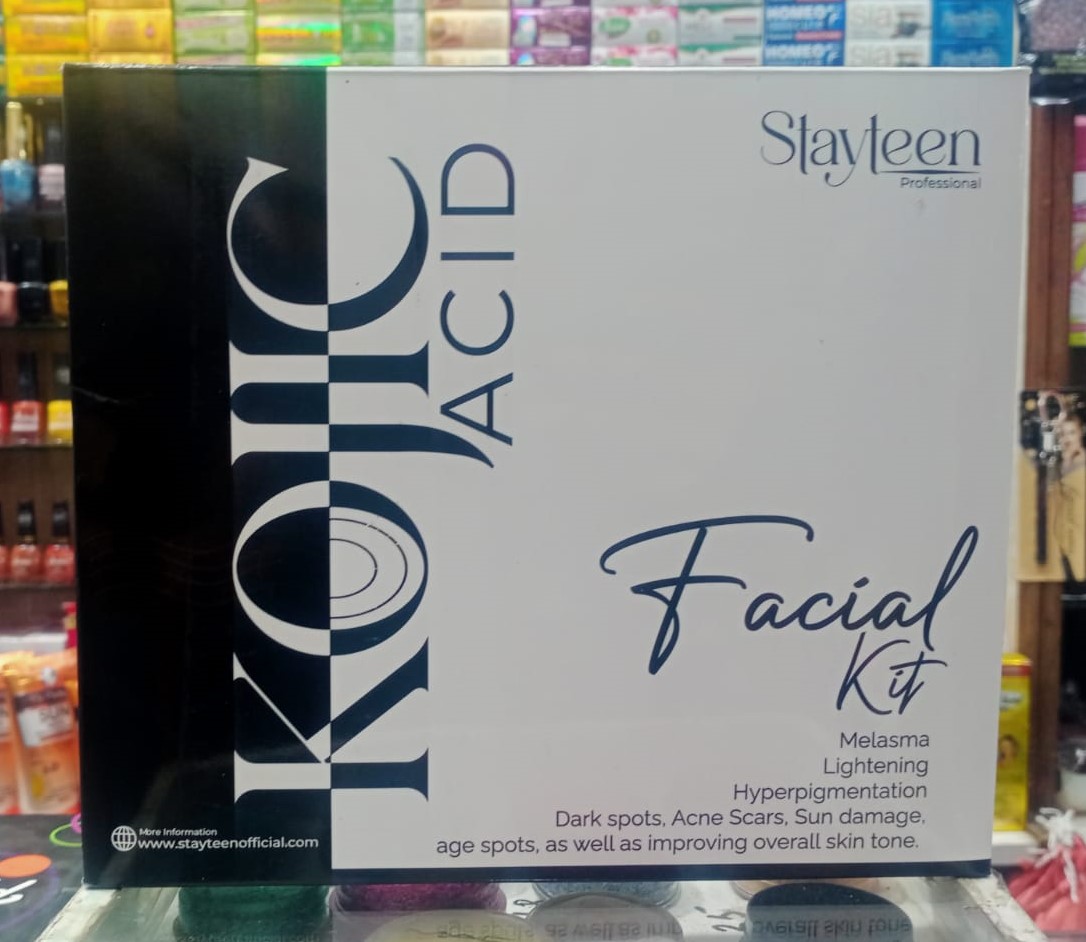 Stayteen
Professional
KOJIC
ACID
Facial
Kit
Melasma
Lightening
Hyperpigmentation
Dark spots, Acne Scars, Sun damage,
age spots, as well as improving overall skin tone.
More Information
www.stayteenofficial.com